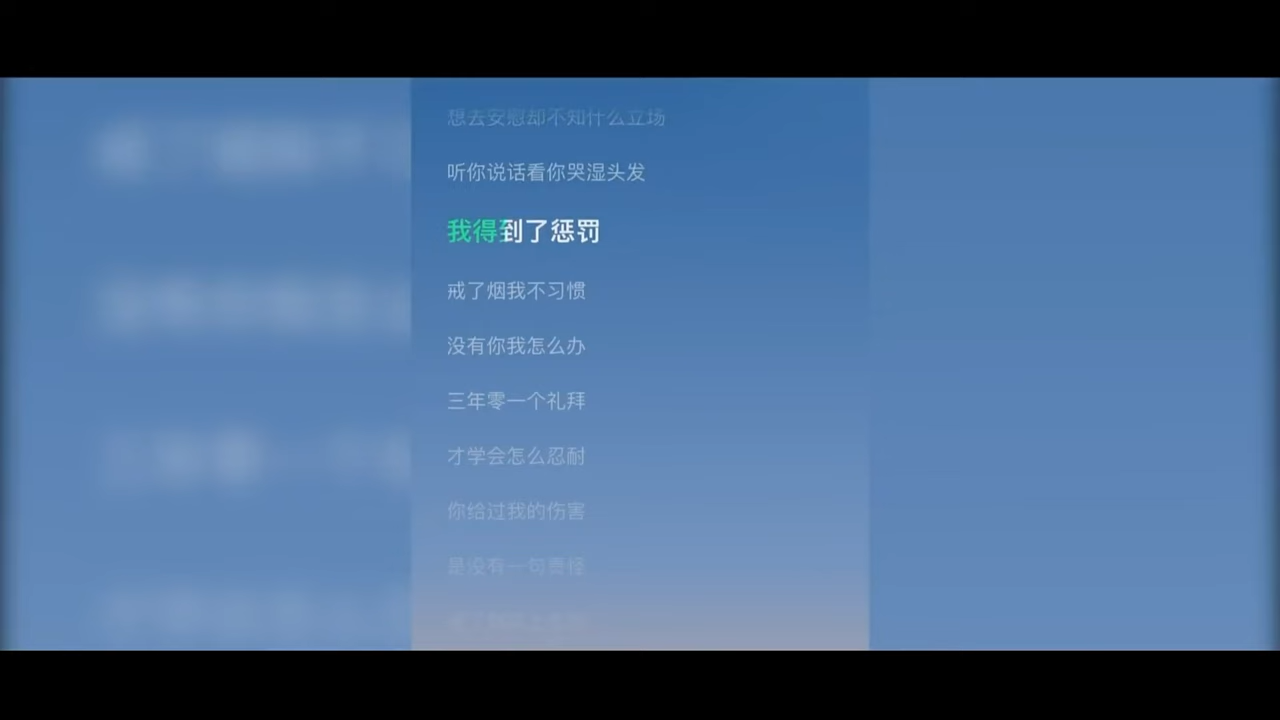 想去安慰却不知什么立场
听你说话看你哭湿头发
我得到了惩罚
戒了烟我不习惯
没有你我怎么办
三年零一个礼拜
才学会怎么忍耐
你给过我的伤害
是没有一句责怪